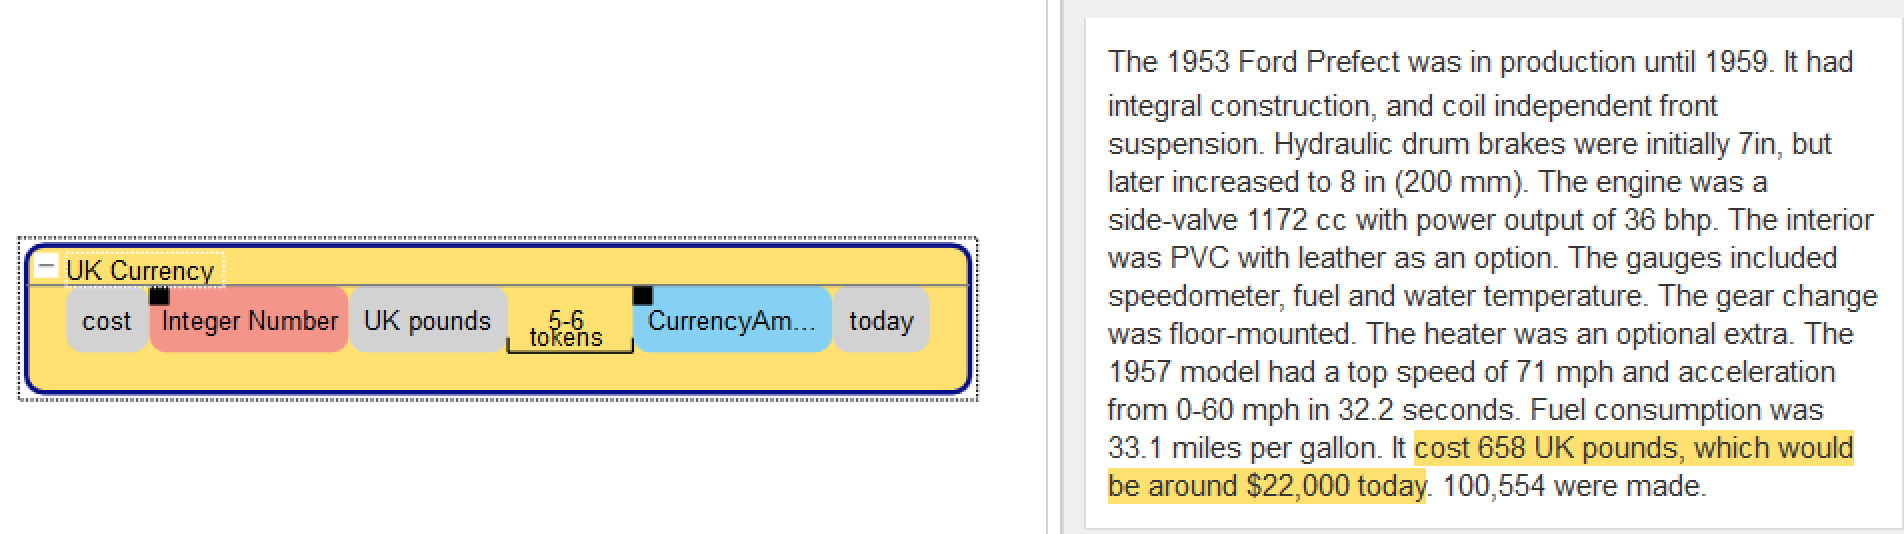 UK Currency
cost Integer Number UK pounds 5-6 tokens CurrencyAm... today
The 1953 Ford Prefect was in production until 1959. It had
integral construction, and coil independent front
suspension. Hydraulic drum brakes were initially 7in, but
later increased to 8 in (200 mm). The engine was a
side-valve 1172 cc with power output of 36 bhp. The interior
was PVC with leather as an option. The gauges included
speedometer, fuel and water temperature. The gear change
was floor-mounted. The heater was an optional extra. The
1957 model had a top speed of 71 mph and acceleration
from 0-60 mph in 32.2 seconds. Fuel consumption was
33.1 miles per gallon. It cost 658 UK pounds, which would
be around $22,000 today. 100,554 were made.